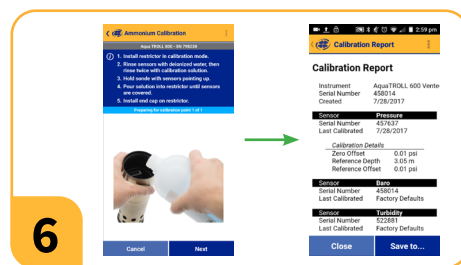 Ammonium Calibration
Aqua TROLL 600 - SN 798238
1. Install restrictor in calibration mode.
2. Rinse sensors with deionized water, then
rinse twice with calibration solution.
3. Hold sonde with sensors pointing up.
4. Pour solution into restrictor until sensors
are covered.
5. Install end cap on restrictor.
Preparing for calibration point 1 of 1
Cancel
Next
2:59 pm
Calibration Report
Calibration Report
Instrument AquaTROLL 600 Vente
Serial Number 458014
Created 7/28/2017
Sensor Pressure
Serial Number 457637
Last Calibrated 7/28/2017
Calibration Details
Zero Offset 0.01 psi
Reference Depth 3.05 m
Reference Offset 0.01 psi
Sensor Baro
Serial Number 458014
Last Calibrated Factory Defaults
Sensor Turbidity
Serial Number 522881
Last Calibrated Factory Defaults
Close
Save to...
6